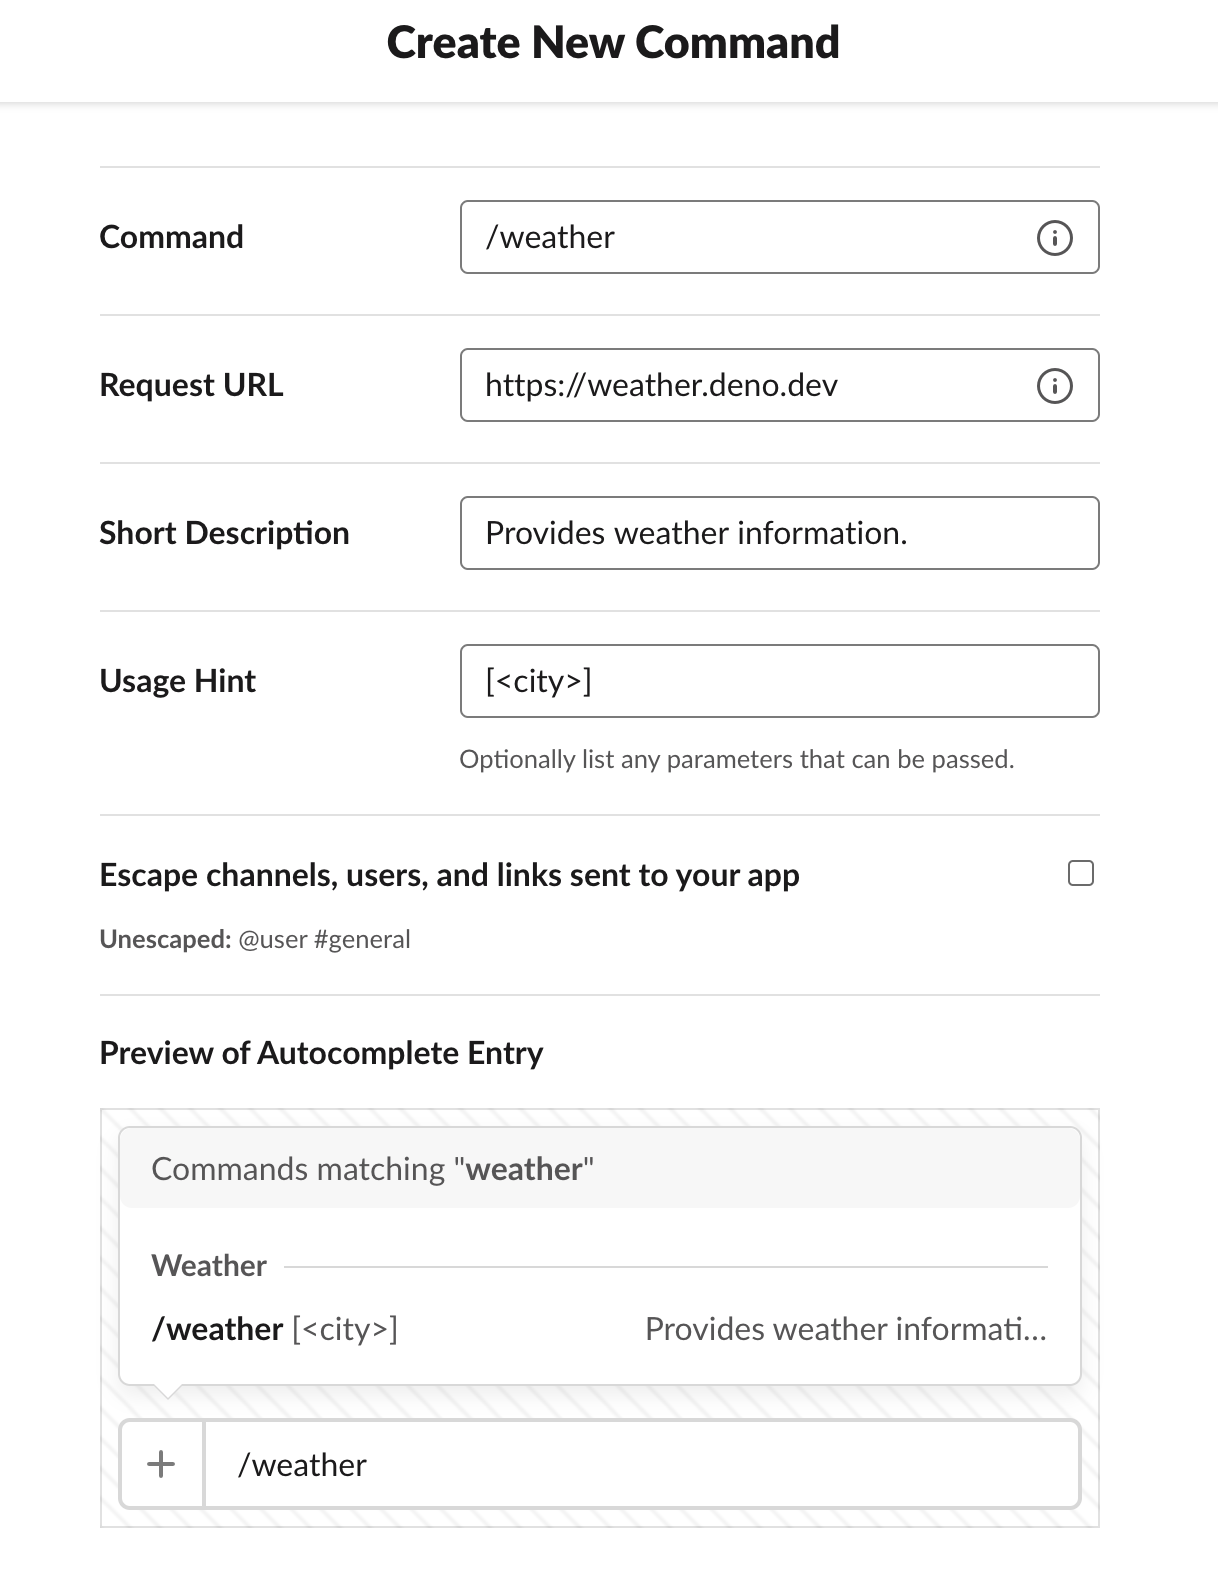 Create New Command
Command
/weather
Request URL
https://weather.deno.dev
Short Description
Provides weather information.
Usage Hint
[<city>]
Optionally list any parameters that can be passed.
Escape channels, users, and links sent to your app
Unescaped: @user #general
Preview of Autocomplete Entry
Commands matching "weather"
Weather
/weather [<city>] Provides weather informati...
/weather